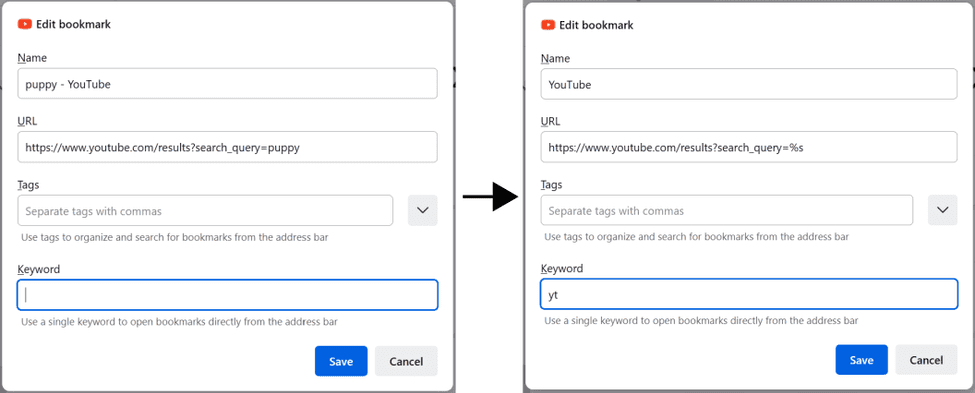 Edit bookmark
Name
puppy - YouTube
URL
https://www.youtube.com/results?search_query=puppy
Tags
Separate tags with commas
Use tags to organize and search for bookmarks from the address bar
Keyword
Use a single keyword to open bookmarks directly from the address bar
Save Cancel
Edit bookmark
Name
YouTube
URL
https://www.youtube.com/results?search_query=%s
Tags
Separate tags with commas
Use tags to organize and search for bookmarks from the address bar
Keyword
yt
Use a single keyword to open bookmarks directly from the address bar
Save Cancel